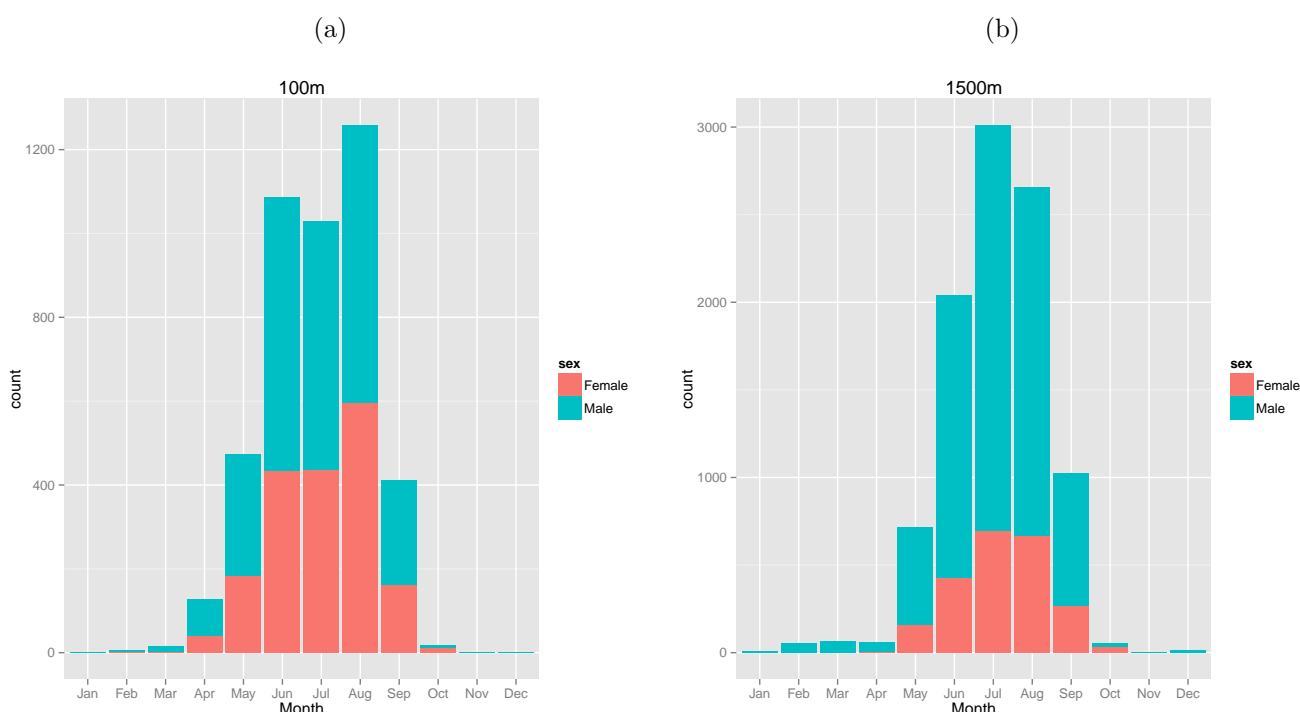 (a)
100m
1200
800
400
0
count
Jan Feb Mar Apr May Jun Jul Aug Sep Oct Nov Dec
Month
sex
Female
Male
(b)
1500m
3000
2000
1000
0
count
Jan Feb Mar Apr May Jun Jul Aug Sep Oct Nov Dec
Month
sex
Female
Male